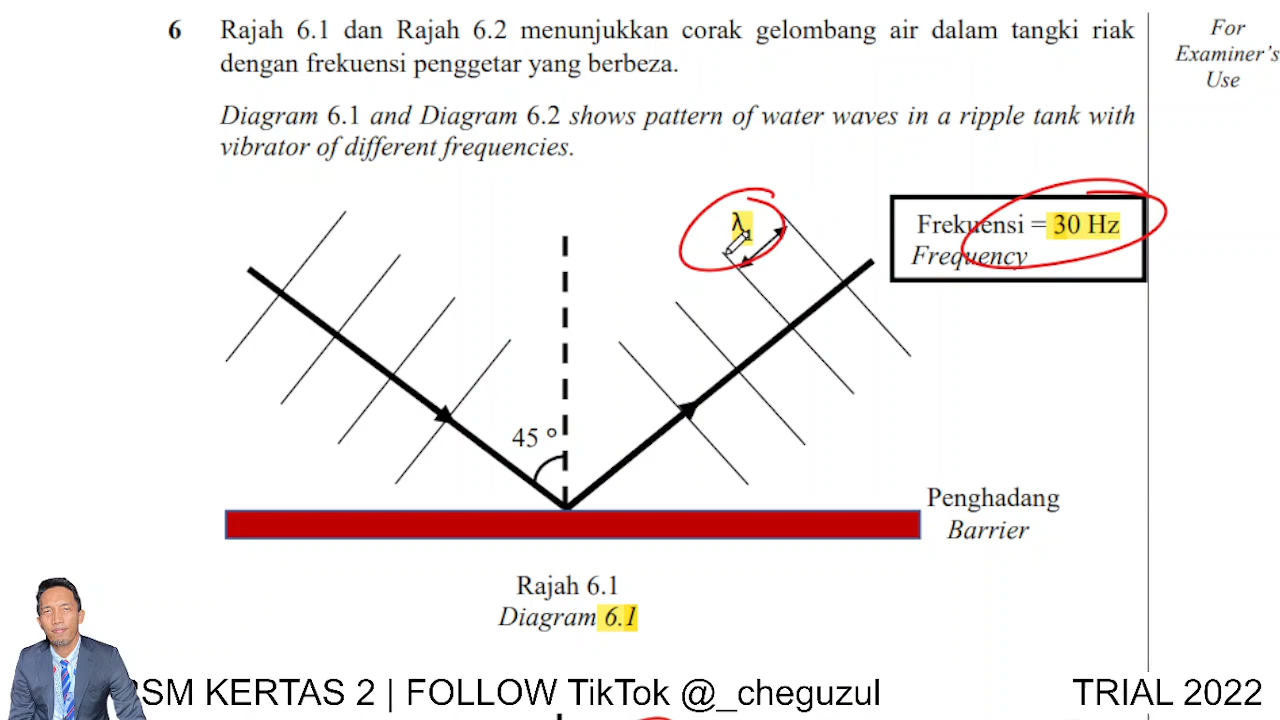 6 Rajah 6.1 dan Rajah 6.2 menunjukkan corak gelombang air dalam tangki riak
dengan frekuensi penggetar yang berbeza.
Diagram 6.1 and Diagram 6.2 shows pattern of water waves in a ripple tank with
vibrator of different frequencies.
For
Examiner's
Use
λ1
Frekuensi = 30 Hz
Frequency
45 °
Penghadang
Barrier
Rajah 6.1
Diagram 6.1
SM KERTAS 2 | FOLLOW TikTok @_cheguzul
TRIAL 2022